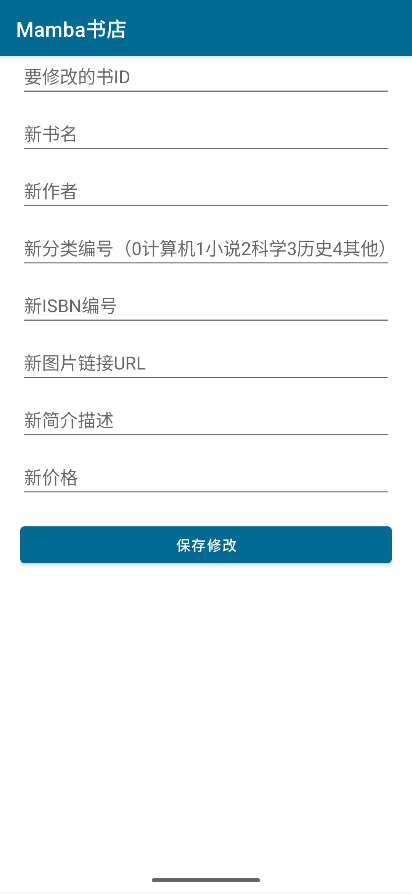 Mamba书店
要修改的书ID
新书名
新作者
新分类编号（0计算机1小说2科学3历史4其他）
新ISBN编号
新图片链接URL
新简介描述
新价格
保存修改